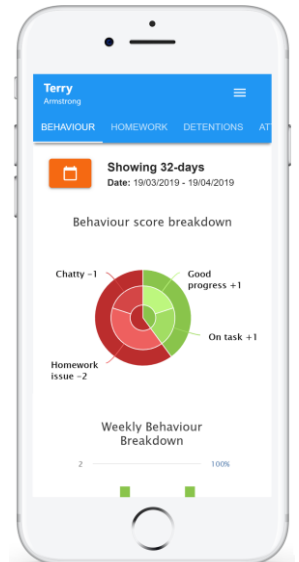 Terry
Armstrong
BEHAVIOUR HOMEWORK DETENTIONS AT
Showing 32-days
Date: 19/03/2019 - 19/04/2019
Behaviour score breakdown
Chatty -1
Good
progress +1
On task +1
Homework
issue -2
Weekly Behaviour
Breakdown
2
100%